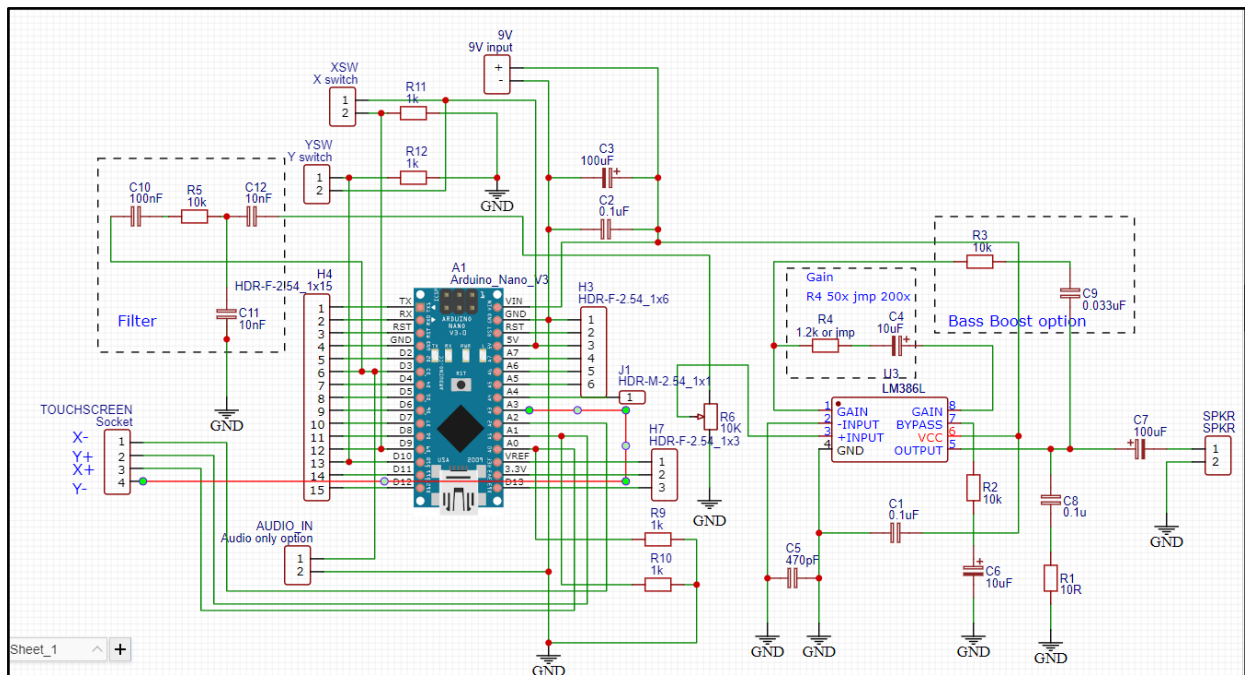 9V
9V input
+
-
XSW
X switch
1
2
R11
1k
YSW
Y switch
1
2
R12
1k
GND
C3
100uF
+
C2
0.1uF
C10
100nF
R5
10k
C12
10nF
C11
10nF
Filter
GND
H4
HDR-F-2.54_1x15
1
2
3
4
5
6
7
8
9
10
11
12
13
14
15
TX
RX
RST
GND
D2
D3
D4
D5
D6
D7
D8
D9
D10
D11
D12
A1
Arduino_Nano_V3
ARDUINO
NANO
V3.0
RST
USA
VIN
GND
RST
5V
A7
A6
A5
A4
A3
A2
A1
A0
VREF
3.3V
D13
H3
HDR-F-2.54_1x6
1
2
3
4
5
6
J1
HDR-M-2.54_1x1
1
H7
HDR-F-2.54_1x3
1
2
3
R6
10K
GND
R9
1k
R10
1k
TOUCHSCREEN
Socket
X-
Y+
X+
Y-
1
2
3
4
AUDIO_IN
Audio only option
1
2
GND
Gain
R4 50x jmp 200x
R4
1.2k or jmp
C4
10uF
+
R3
10k
C9
0.033uF
Bass Boost option
U3
LM386L
1 GAIN GAIN 8
2 -INPUT BYPASS 7
3 +INPUT VCC 6
4 GND OUTPUT 5
C7
100uF
+
SPKR
SPKR
1
2
GND
R2
10k
C8
0.1u
C1
0.1uF
C5
470pF
+
C6
10uF
R1
10R
GND
GND
GND
GND
Sheet_1
+